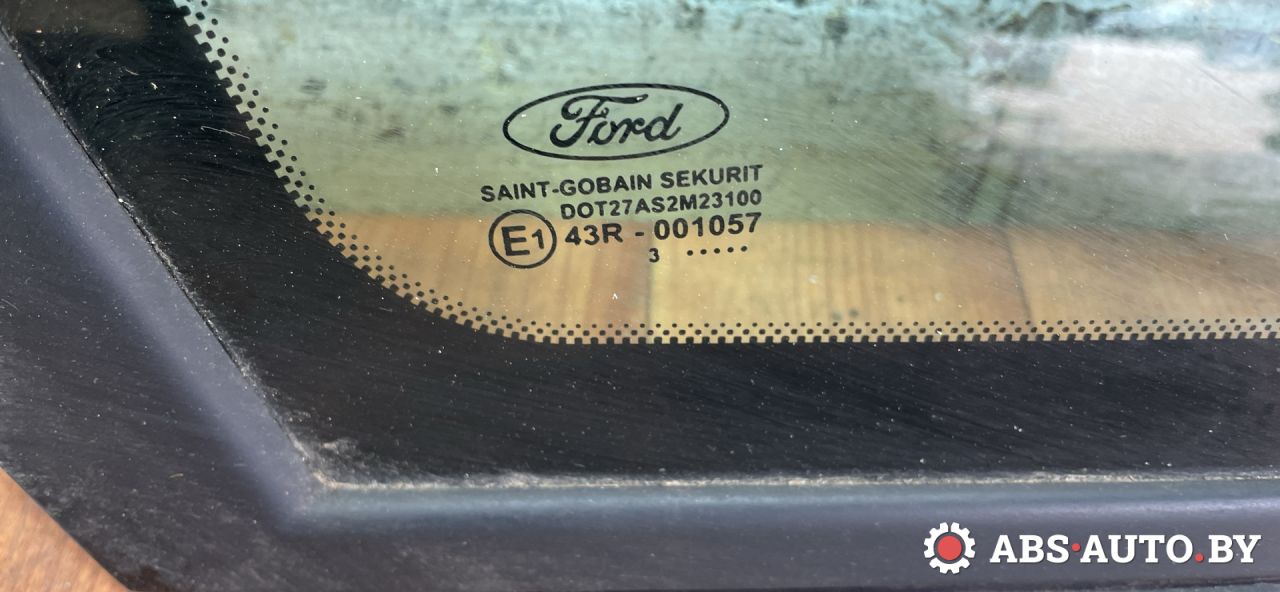 Ford
SAINT-GOBAIN SEKURIT
DOT27AS2M23100
E1 43R - 001057
3 .....
ABS·AUTO.BY